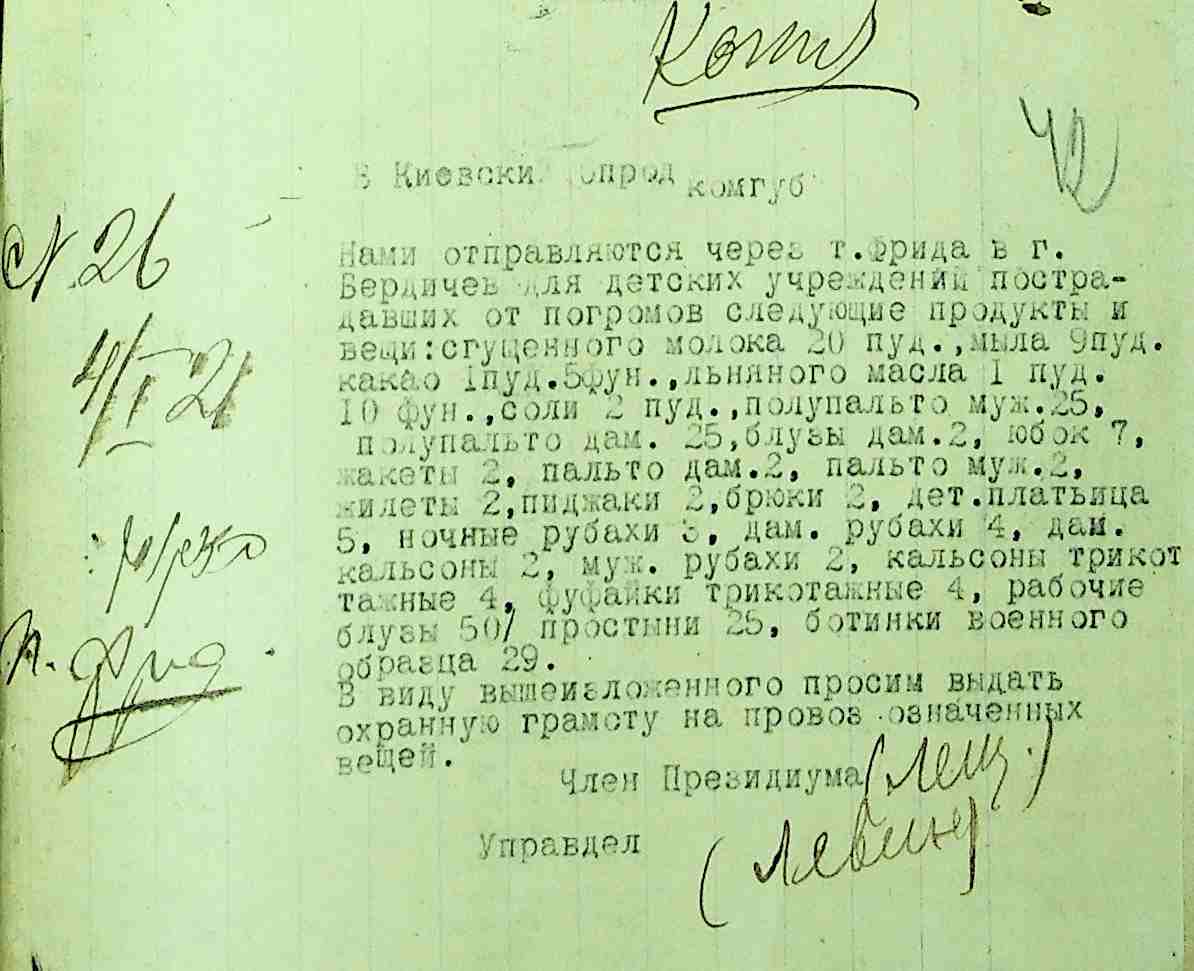 Копия
42
В Киевски опродкомгуб
N. 26
4/I 21
Нами отправляются через т.Фрида в г.
Бердичев для детских учреждений постра-
давших от погромов следующие продукты и
вещи:сгущенного молока 20 пуд.,мыла 9пуд.
какао 1пуд.5фун.,льняного масла 1 пуд.
10 фун.,соли 2 пуд.,полупальто муж.25,
полупальто дам. 25,блузы дам.2, юбок 7,
жакеты 2, пальто дам.2, пальто муж.2,
жилеты 2,пиджаки 2,брюки 2, дет.платьица
5, ночные рубахи 3, дам. рубахи 4, дам.
кальсоны 2, муж. рубахи 2, кальсоны трикот
тажные 4, фуфайки трикотажные 4, рабочие
блузы 50/ простыни 25, ботинки военного
образца 29.
В виду вышеизложенного просим выдать
охранную грамоту на провоз означенных
вещей.
Член Президиума
Управдел